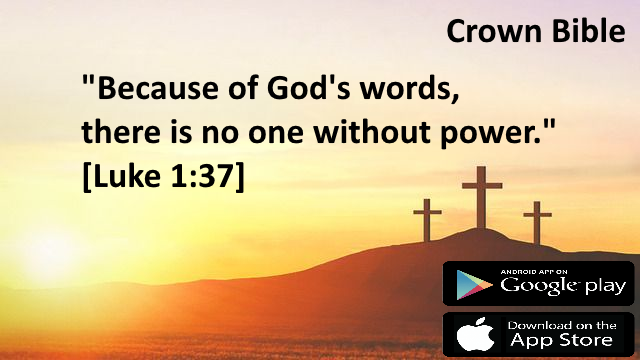 Crown Bible
"Because of God's words,
there is no one without power."
[Luke 1:37]
ANDROID APP ON
Google play
Download on the
App Store